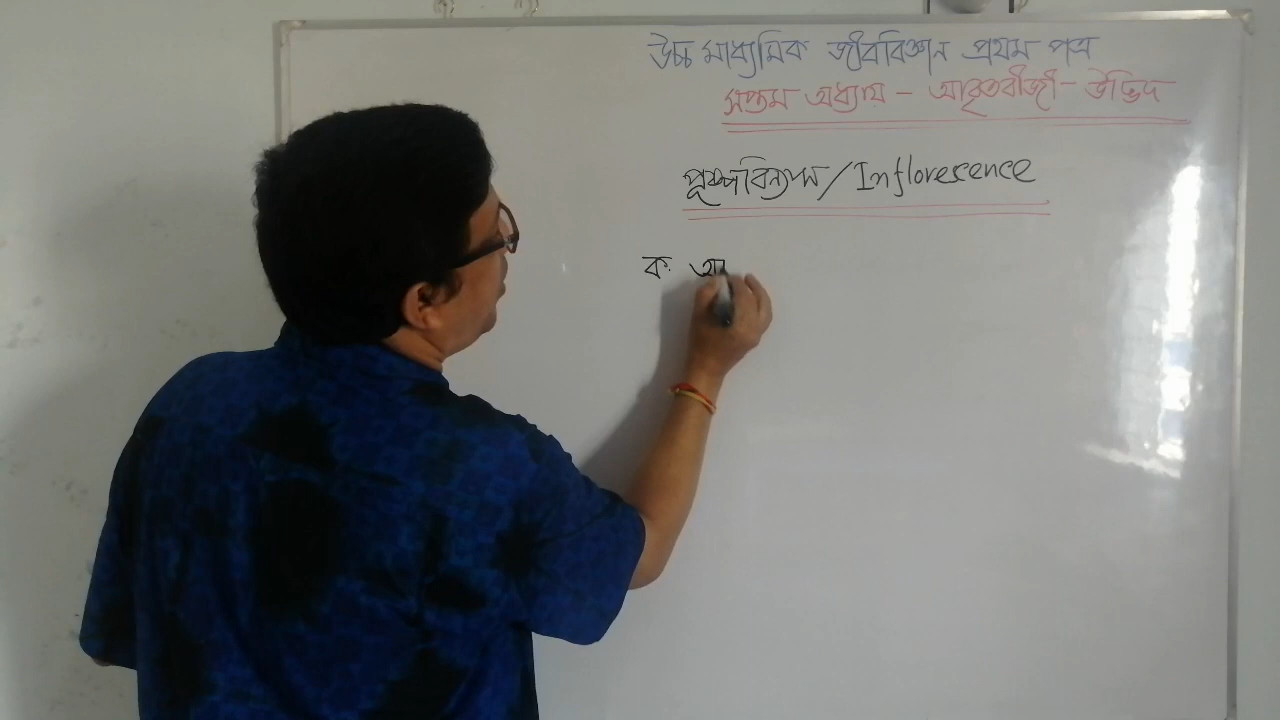 উচ্চ মাধ্যমিক জীববিজ্ঞান প্রথম পত্র
সপ্তম অধ্যায় - আবৃতবীজী - উদ্ভিদ
পুষ্পবিন্যাস / Inflorescence
ক.